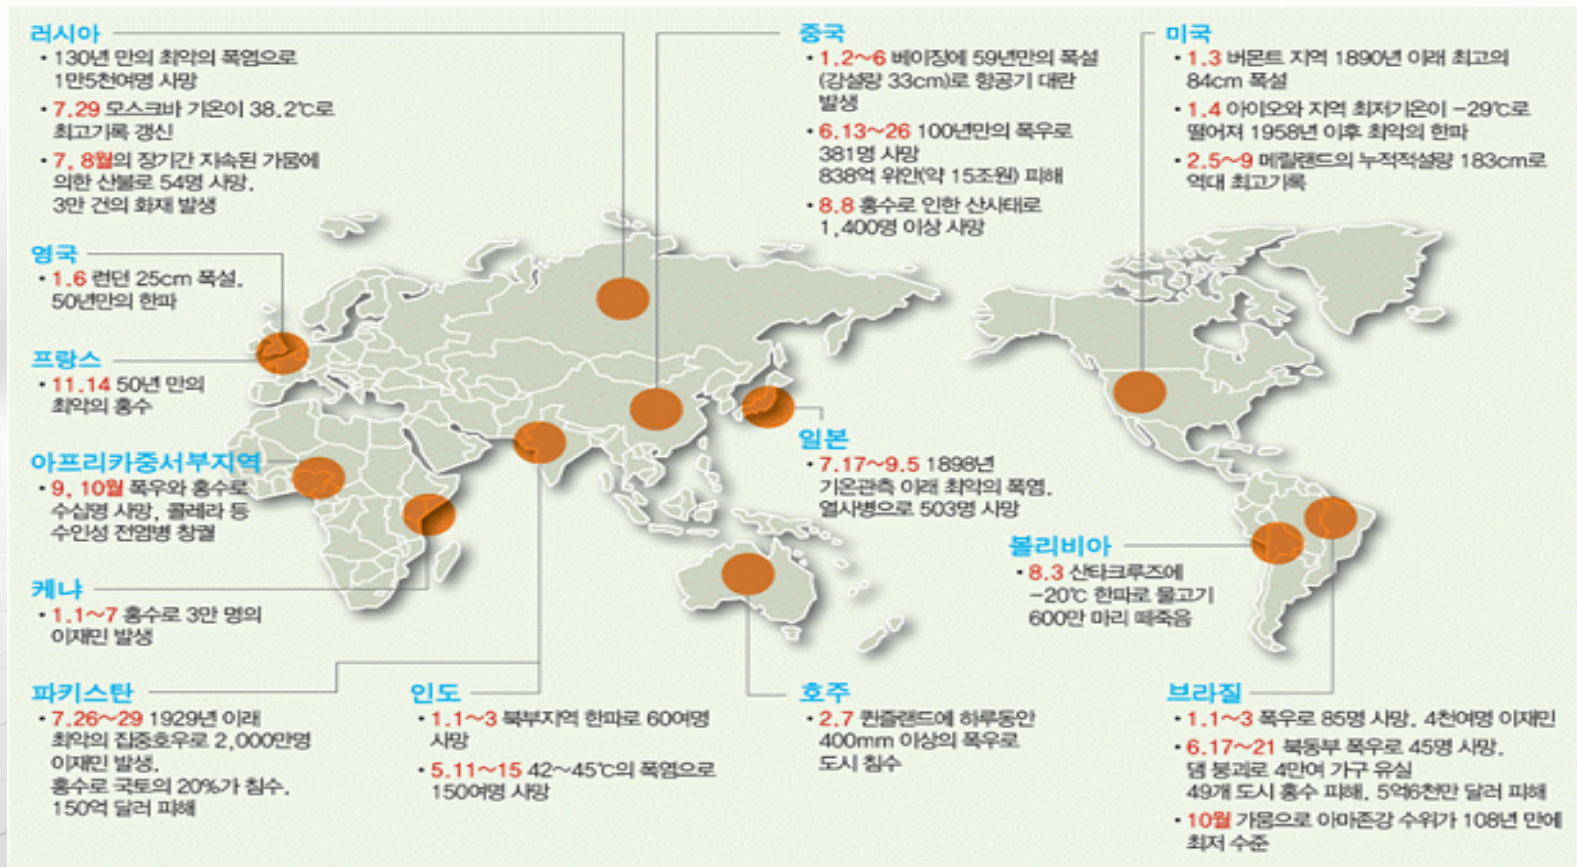 러시아
• 130년 만의 최악의 폭염으로
1만5천여명 사망
• 7.29 모스크바 기온이 38.2℃로
최고기록 갱신
• 7, 8월의 장기간 지속된 가뭄에
의한 산불로 54명 사망,
3만 건의 화재 발생
영국
• 1.6 런던 25cm 폭설,
50년만의 한파
프랑스
• 11.14 50년 만의
최악의 홍수
아프리카중서부지역
• 9, 10월 폭우와 홍수로
수십명 사망, 콜레라 등
수인성 전염병 창궐
케냐
• 1.1~7 홍수로 3만 명의
이재민 발생
파키스탄
• 7.26~29 1929년 이래
최악의 집중호우로 2,000만명
이재민 발생,
홍수로 국토의 20%가 침수,
150억 달러 피해
인도
• 1.1~3 북부지역 한파로 60여명
사망
• 5.11~15 42~45℃의 폭염으로
150여명 사망
중국
• 1.2~6 베이징에 59년만의 폭설
(강설량 33cm)로 항공기 대란
발생
• 6.13~26 100년만의 폭우로
381명 사망
838억 위안(약 15조원) 피해
• 8.8 홍수로 인한 산사태로
1,400명 이상 사망
일본
• 7.17~9.5 1898년
기온관측 이래 최악의 폭염,
열사병으로 503명 사망
호주
• 2.7 퀸즐랜드에 하루동안
400mm 이상의 폭우로
도시 침수
미국
• 1.3 버몬트 지역 1890년 이래 최고의
84cm 폭설
• 1.4 아이오와 지역 최저기온이 -29℃로
떨어져 1958년 이후 최악의 한파
• 2.5~9 메릴랜드의 누적적설량 183cm로
역대 최고기록
볼리비아
• 8.3 산타크루즈에
-20℃ 한파로 물고기
600만 마리 떼죽음
브라질
• 1.1~3 폭우로 85명 사망, 4천여명 이재민
• 6.17~21 북동부 폭우로 45명 사망,
댐 붕괴로 4만여 가구 유실
49개 도시 홍수 피해, 5억6천만 달러 피해
• 10월 가뭄으로 아마존강 수위가 108년 만에
최저 수준